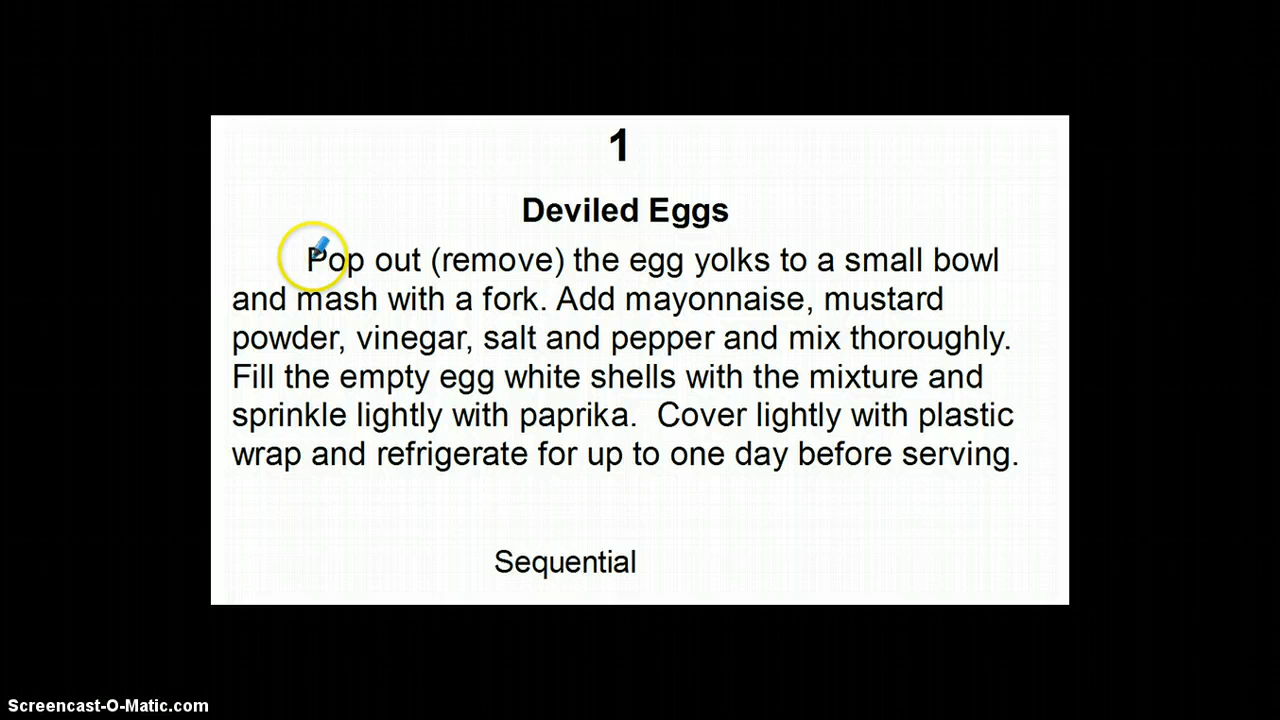 1
Deviled Eggs
Pop out (remove) the egg yolks to a small bowl
and mash with a fork. Add mayonnaise, mustard
powder, vinegar, salt and pepper and mix thoroughly.
Fill the empty egg white shells with the mixture and
sprinkle lightly with paprika.  Cover lightly with plastic
wrap and refrigerate for up to one day before serving.
Sequential
Screencast-O-Matic.com